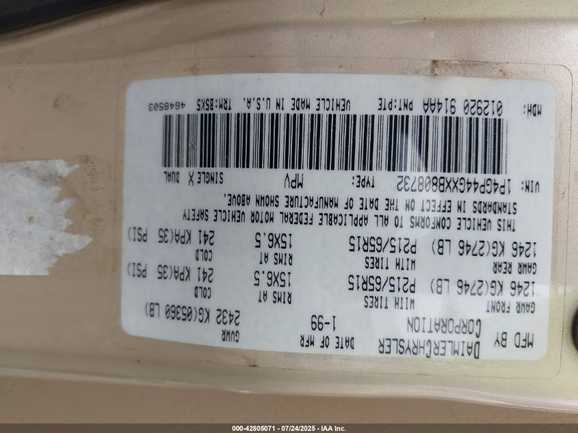 MFD BY DAIMLERCHRYSLER CORPORATION
DATE OF MFR 1-99
GVWR 2432 KG(05360 LB)
GAWR FRONT WITH TIRES RIMS AT COLD
1246 KG(2746 LB) P215/65R15 15X6.5 241 KPA(35 PSI)
GAWR REAR WITH TIRES RIMS AT COLD
1246 KG(2746 LB) P215/65R15 15X6.5 241 KPA(35 PSI)
THIS VEHICLE CONFORMS TO ALL APPLICABLE FEDERAL MOTOR VEHICLE SAFETY
STANDARDS IN EFFECT ON THE DATE OF MANUFACTURE SHOWN ABOVE.
VIN: 1P4GP44GXXB808732 TYPE: MPV SINGLE X DUAL
MDH: 012920 914AA PNT:PTE VEHICLE MADE IN U.S.A. TRM:B5K5 4648503
000-42805071 / 07/24/2025 - IAA Inc.